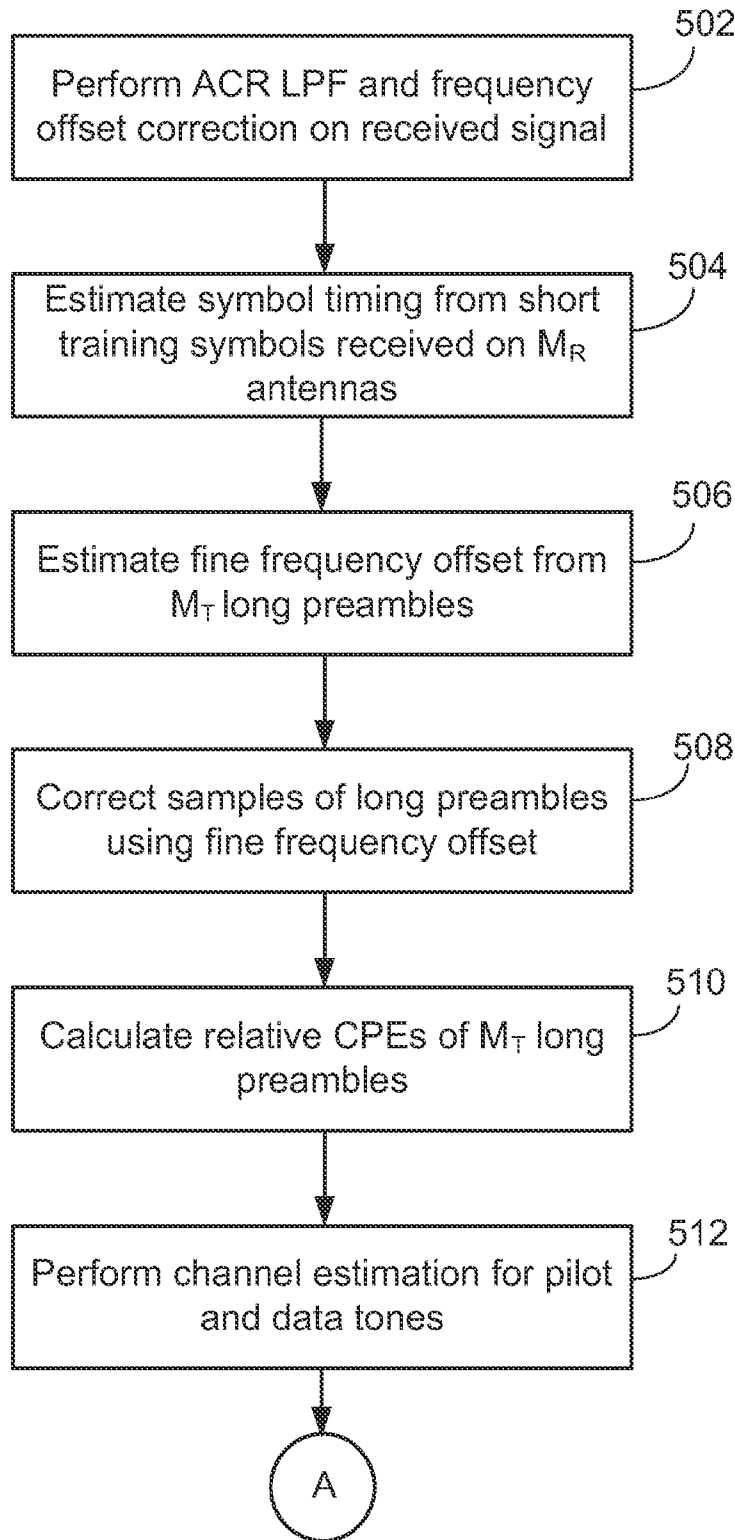 502
Perform ACR LPF and frequency
offset correction on received signal
504
Estimate symbol timing from short
training symbols received on M_R
antennas
506
Estimate fine frequency offset from
M_T long preambles
508
Correct samples of long preambles
using fine frequency offset
510
Calculate relative CPEs of M_T long
preambles
512
Perform channel estimation for pilot
and data tones
A